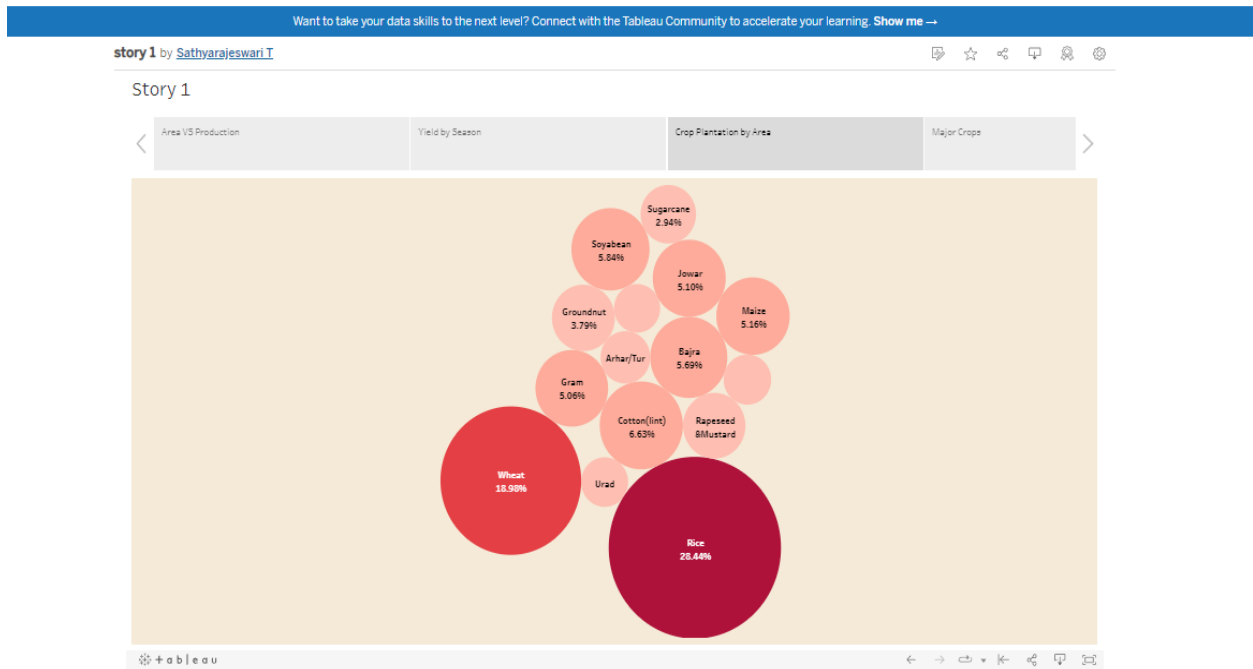 Want to take your data skills to the next level? Connect with the Tableau Community to accelerate your learning. Show me →
story 1 by Sathyarajeswari T
Story 1
Area VS Production
Yield by Season
Crop Plantation by Area
Major Crops
Sugarcane
2.94%
Soyabean
5.84%
Jowar
5.10%
Groundnut
3.79%
Maize
5.16%
Arhar/Tur
Bajra
5.69%
Gram
5.06%
Cotton(lint)
6.63%
Rapeseed
&Mustard
Wheat
18.98%
Urad
Rice
28.44%
+ableau